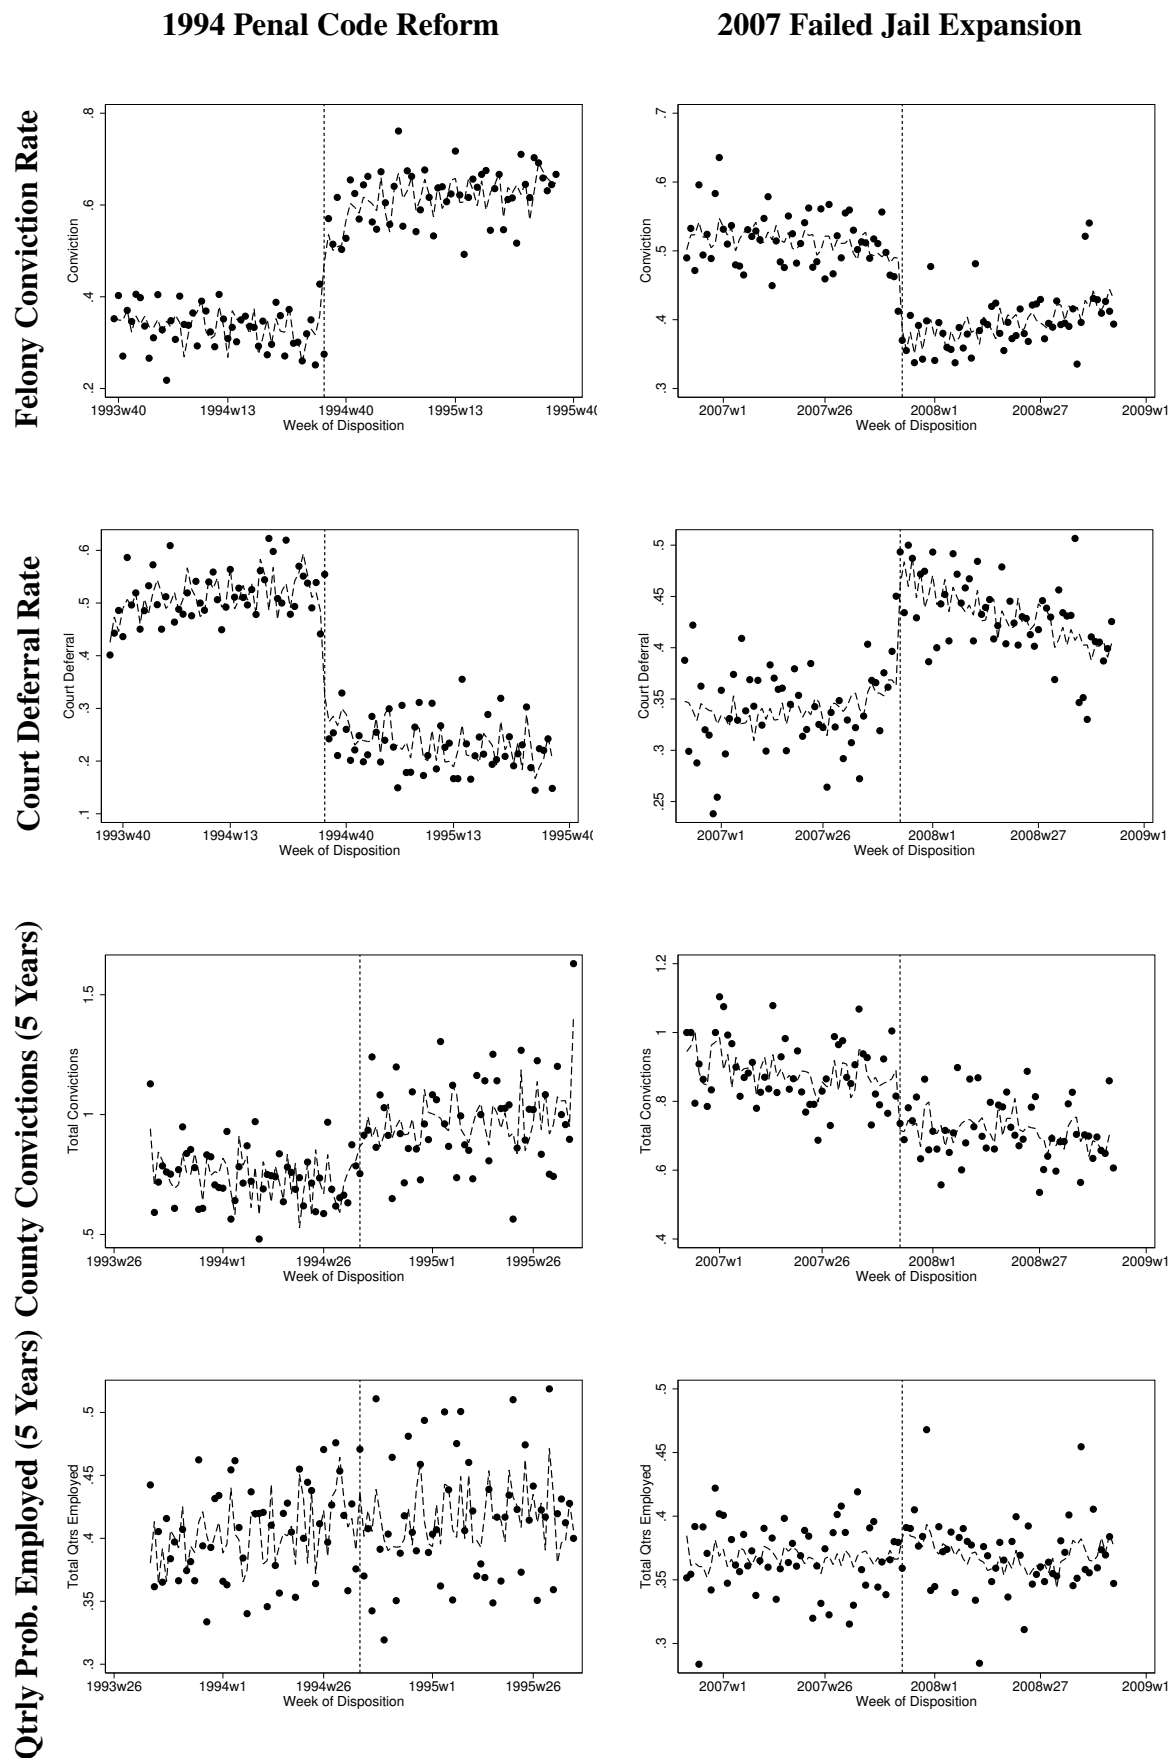 1994 Penal Code Reform
2007 Failed Jail Expansion
Felony Conviction Rate
Conviction
.8
.6
.4
.2
1993w40 1994w13 1994w40 1995w13 1995w40
Week of Disposition
Conviction
.7
.6
.5
.4
.3
2007w1 2007w26 2008w1 2008w27 2009w1
Week of Disposition
Court Deferral Rate
Court Deferral
.6
.5
.4
.3
.2
.1
1993w40 1994w13 1994w40 1995w13 1995w40
Week of Disposition
Court Deferral
.5
.45
.4
.35
.3
.25
2007w1 2007w26 2008w1 2008w27 2009w1
Week of Disposition
County Convictions (5 Years)
Total Convictions
1.5
1
.5
1993w26 1994w1 1994w26 1995w1 1995w26
Week of Disposition
Total Convictions
1.2
1
.8
.6
.4
2007w1 2007w26 2008w1 2008w27 2009w1
Week of Disposition
Qtrly Prob. Employed (5 Years)
Total Qtrs Employed
.5
.45
.4
.35
.3
1993w26 1994w1 1994w26 1995w1 1995w26
Week of Disposition
Total Qtrs Employed
.5
.45
.4
.35
.3
2007w1 2007w26 2008w1 2008w27 2009w1
Week of Disposition